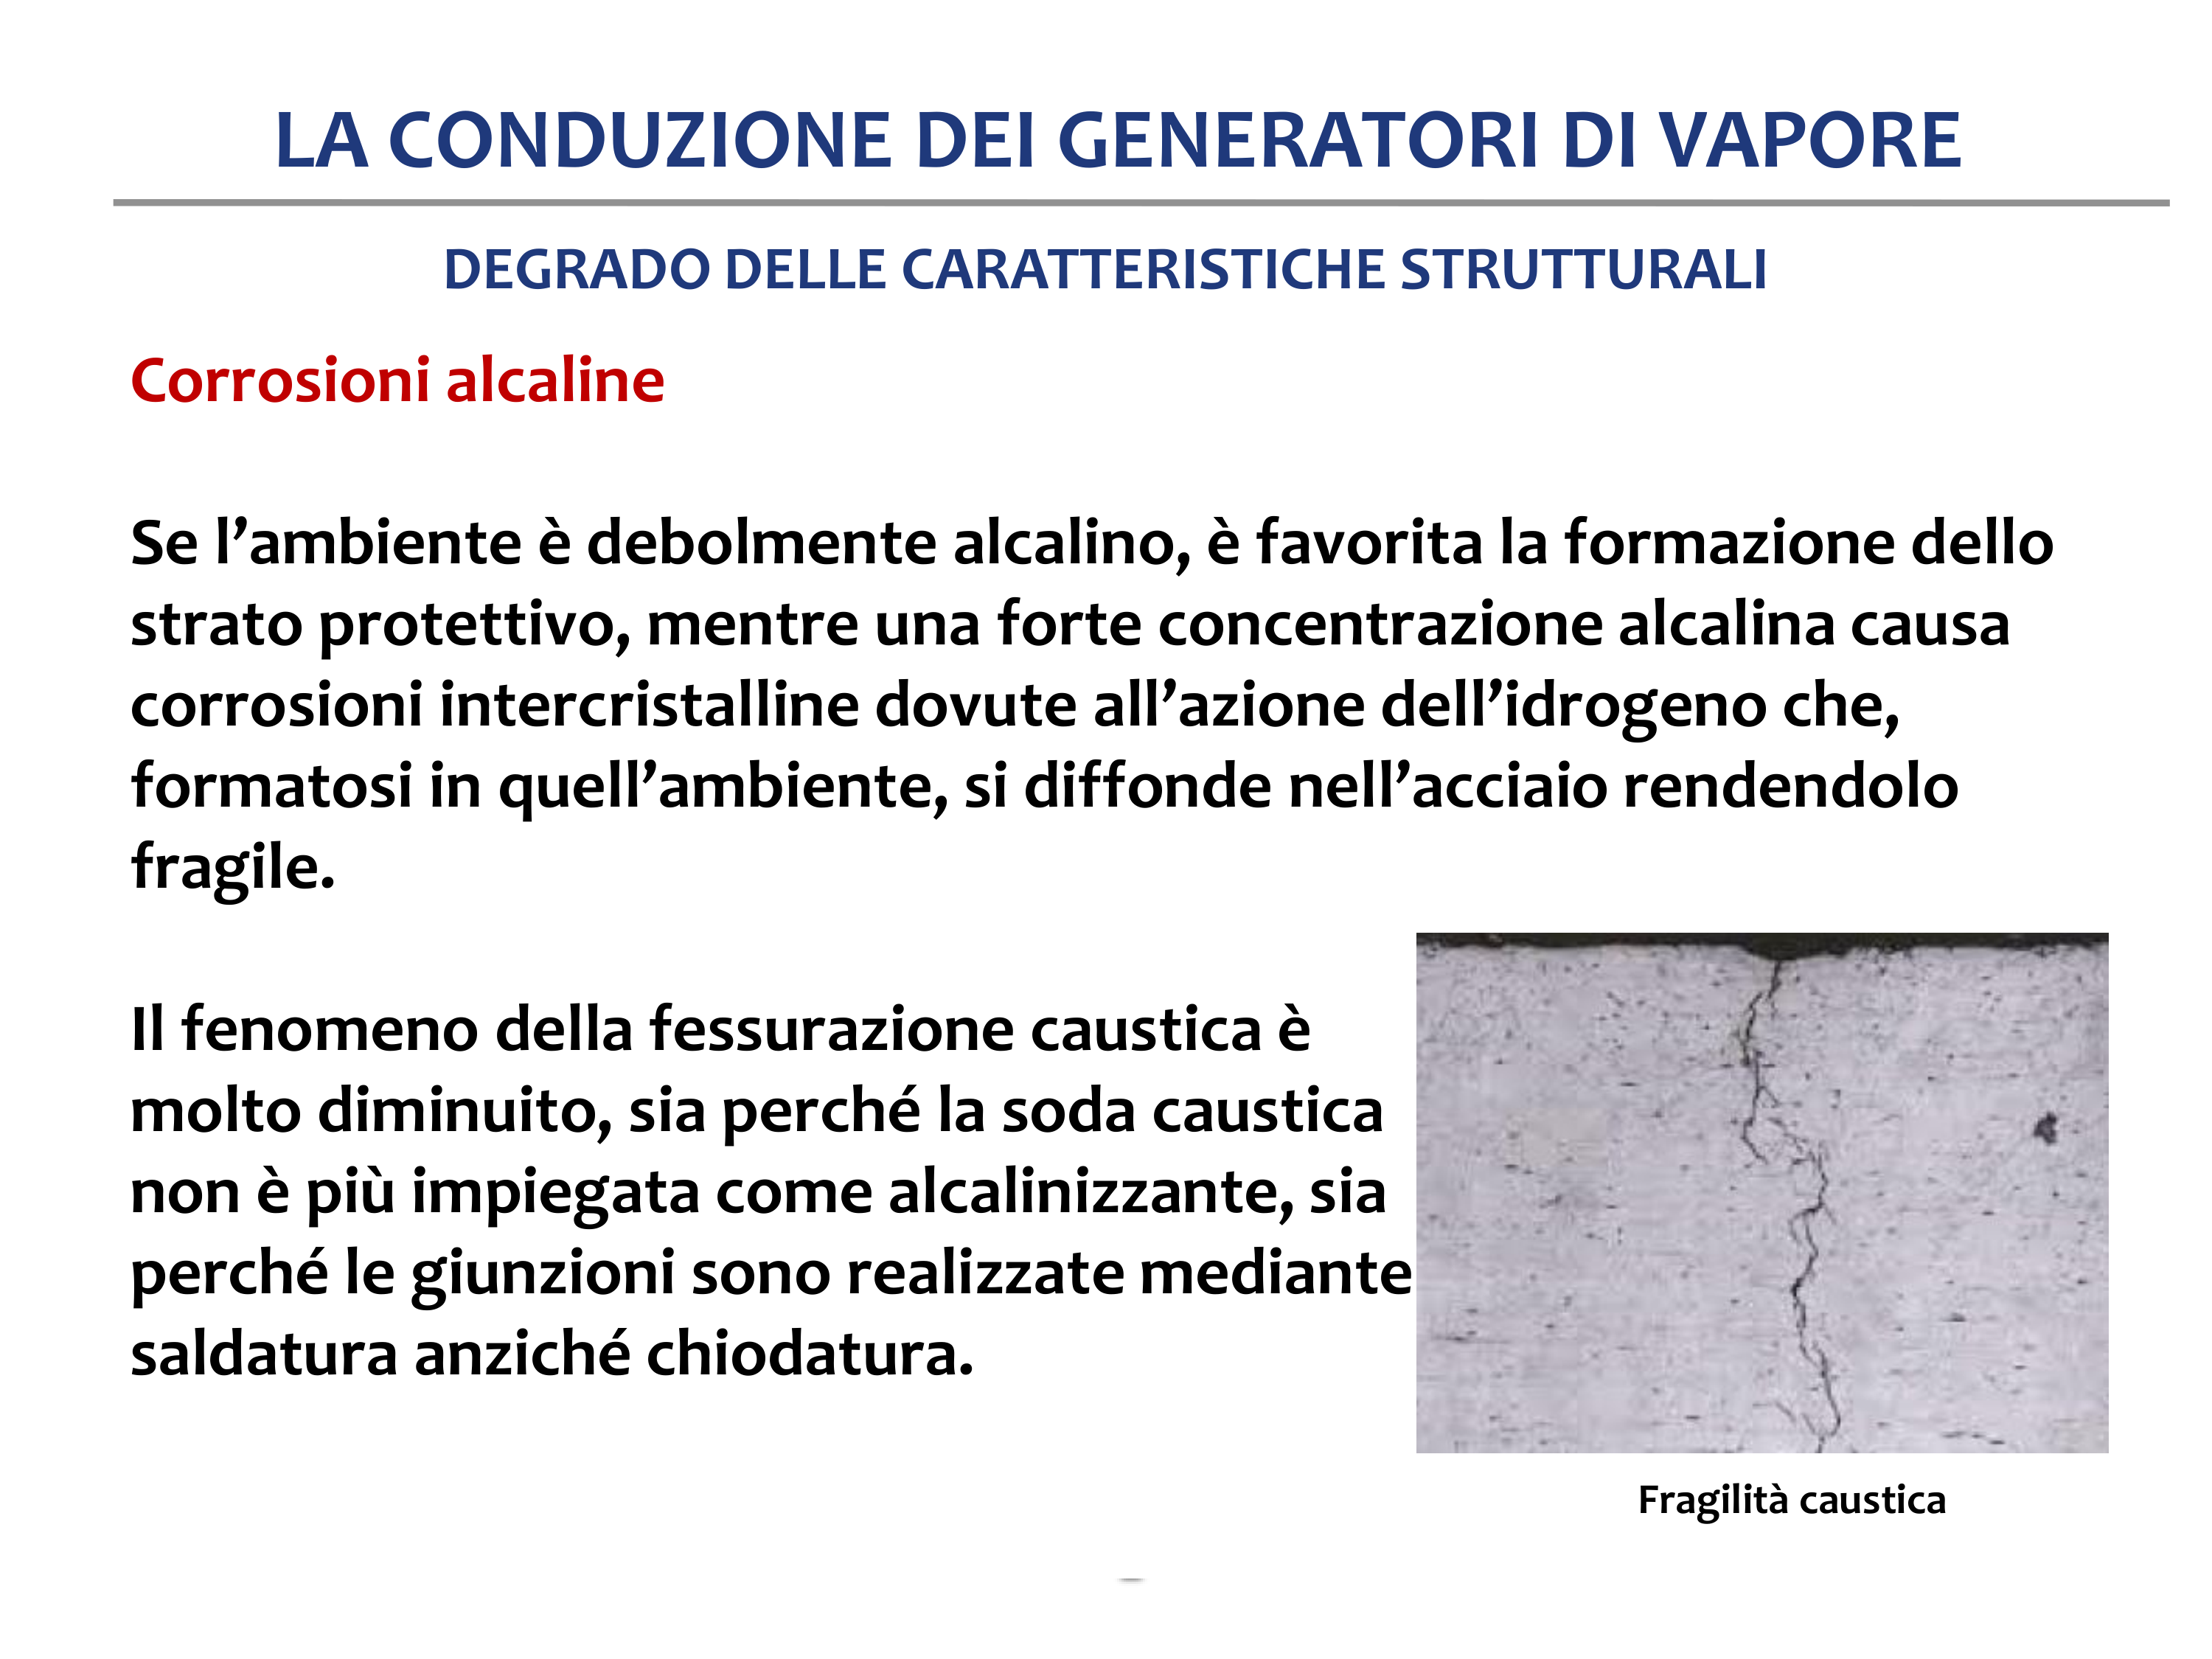 LA CONDUZIONE DEI GENERATORI DI VAPORE
DEGRADO DELLE CARATTERISTICHE STRUTTURALI
Corrosioni alcaline
Se l’ambiente è debolmente alcalino, è favorita la formazione dello
strato protettivo, mentre una forte concentrazione alcalina causa
corrosioni intercristalline dovute all’azione dell’idrogeno che,
formatosi in quell’ambiente, si diffonde nell’acciaio rendendolo
fragile.
Il fenomeno della fessurazione caustica è
molto diminuito, sia perché la soda caustica
non è più impiegata come alcalinizzante, sia
perché le giunzioni sono realizzate mediante
saldatura anziché chiodatura.
Fragilità caustica